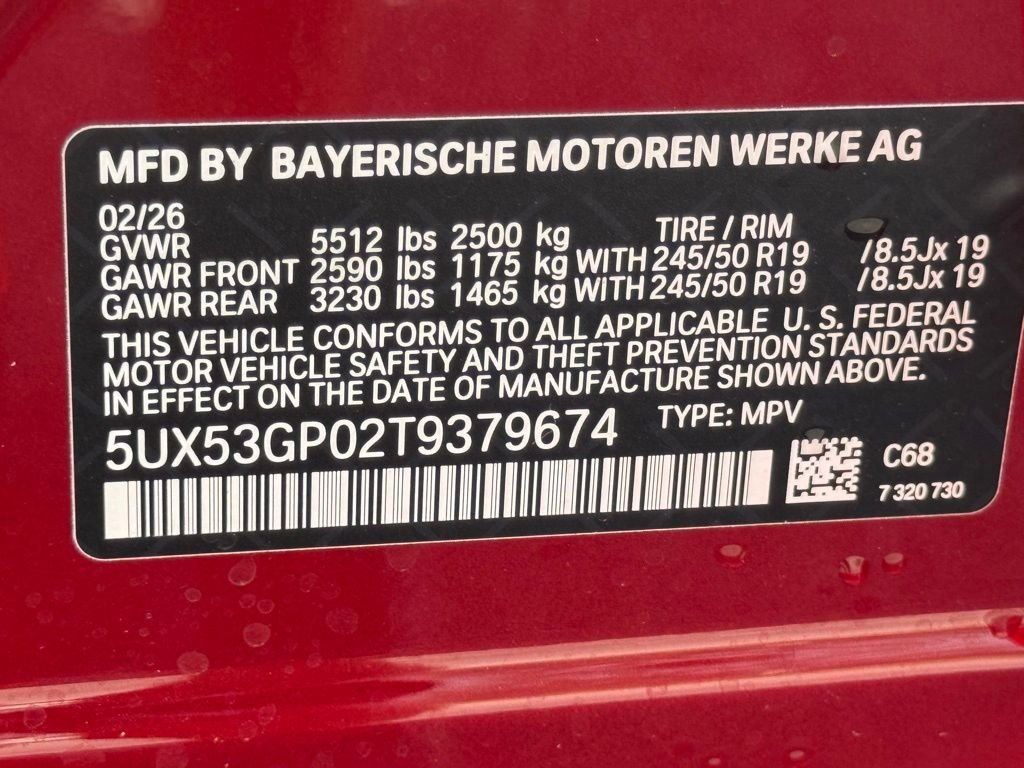 MFD BY BAYERISCHE MOTOREN WERKE AG
02/26 TIRE / RIM
GVWR 5512 lbs 2500 kg
GAWR FRONT 2590 lbs 1175 kg WITH 245/50 R19 /8.5Jx 19
GAWR REAR 3230 lbs 1465 kg WITH 245/50 R19 /8.5Jx 19
THIS VEHICLE CONFORMS TO ALL APPLICABLE U. S. FEDERAL
MOTOR VEHICLE SAFETY AND THEFT PREVENTION STANDARDS
IN EFFECT ON THE DATE OF MANUFACTURE SHOWN ABOVE.
5UX53GP02T9379674 TYPE: MPV
C68
7 320 730